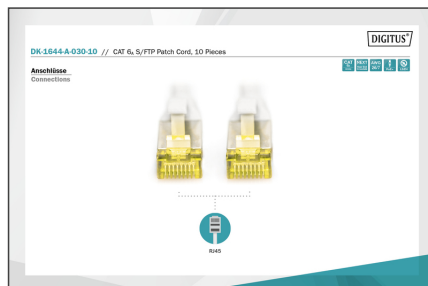 DIGITUS®
DK-1644-A-030-10 // CAT 6A S/FTP Patch Cord, 10 Pieces
Anschlüsse
Connections
RJ45